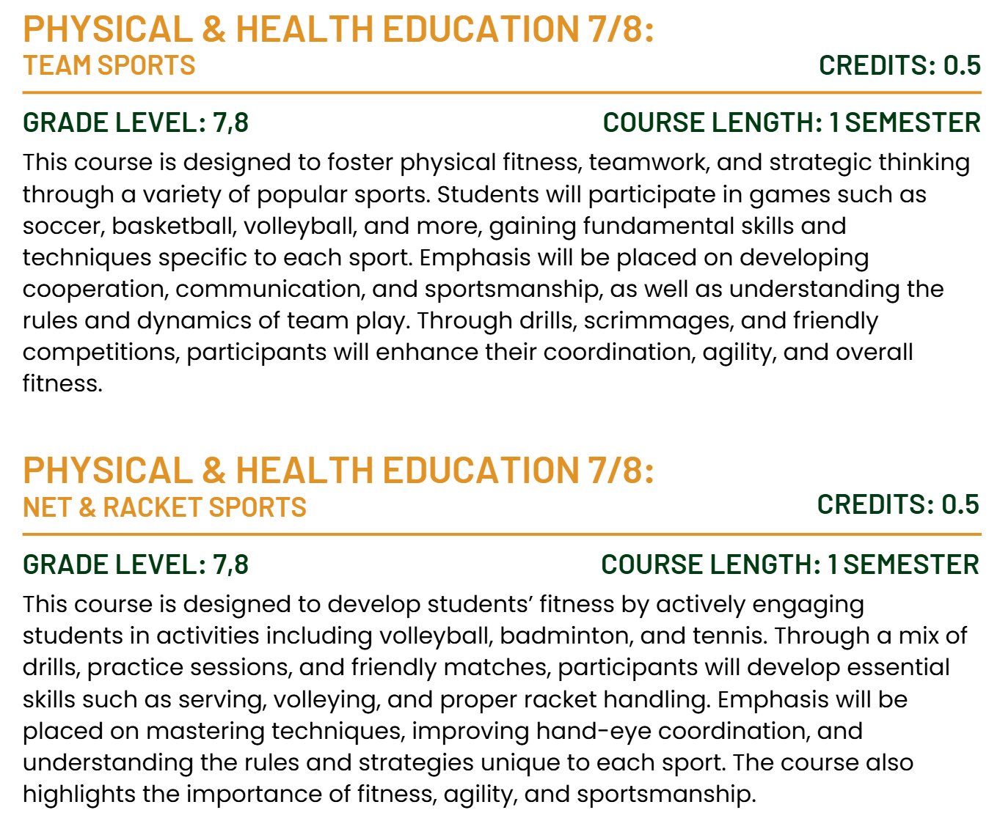 PHYSICAL & HEALTH EDUCATION 7/8:
TEAM SPORTS
CREDITS: 0.5
GRADE LEVEL: 7,8
COURSE LENGTH: 1 SEMESTER
This course is designed to foster physical fitness, teamwork, and strategic thinking
through a variety of popular sports. Students will participate in games such as
soccer, basketball, volleyball, and more, gaining fundamental skills and
techniques specific to each sport. Emphasis will be placed on developing
cooperation, communication, and sportsmanship, as well as understanding the
rules and dynamics of team play. Through drills, scrimmages, and friendly
competitions, participants will enhance their coordination, agility, and overall
fitness.
PHYSICAL & HEALTH EDUCATION 7/8:
NET & RACKET SPORTS
CREDITS: 0.5
GRADE LEVEL: 7,8
COURSE LENGTH: 1 SEMESTER
This course is designed to develop students’ fitness by actively engaging
students in activities including volleyball, badminton, and tennis. Through a mix of
drills, practice sessions, and friendly matches, participants will develop essential
skills such as serving, volleying, and proper racket handling. Emphasis will be
placed on mastering techniques, improving hand-eye coordination, and
understanding the rules and strategies unique to each sport. The course also
highlights the importance of fitness, agility, and sportsmanship.